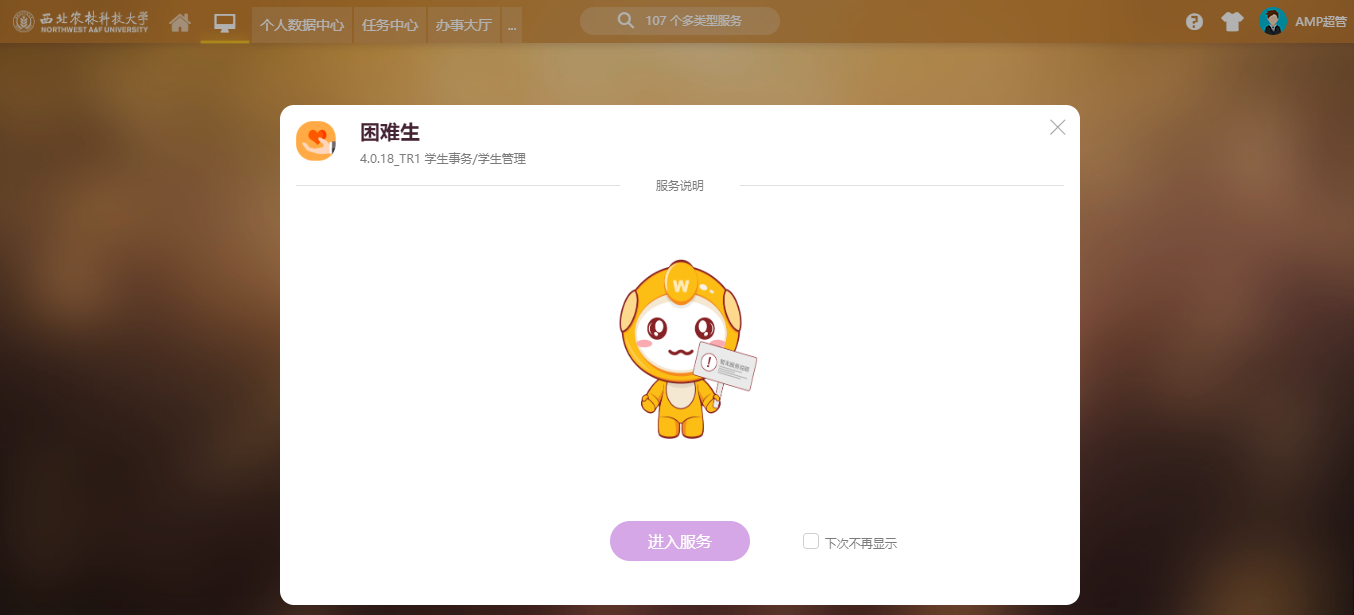 西北农林科技大学
NORTHWEST A&F UNIVERSITY
个人数据中心
任务中心
办事大厅
...
107 个多类型服务
AMP超管
困难生
4.0.18_TR1 学生事务/学生管理
服务说明
W
进入服务
下次不再显示